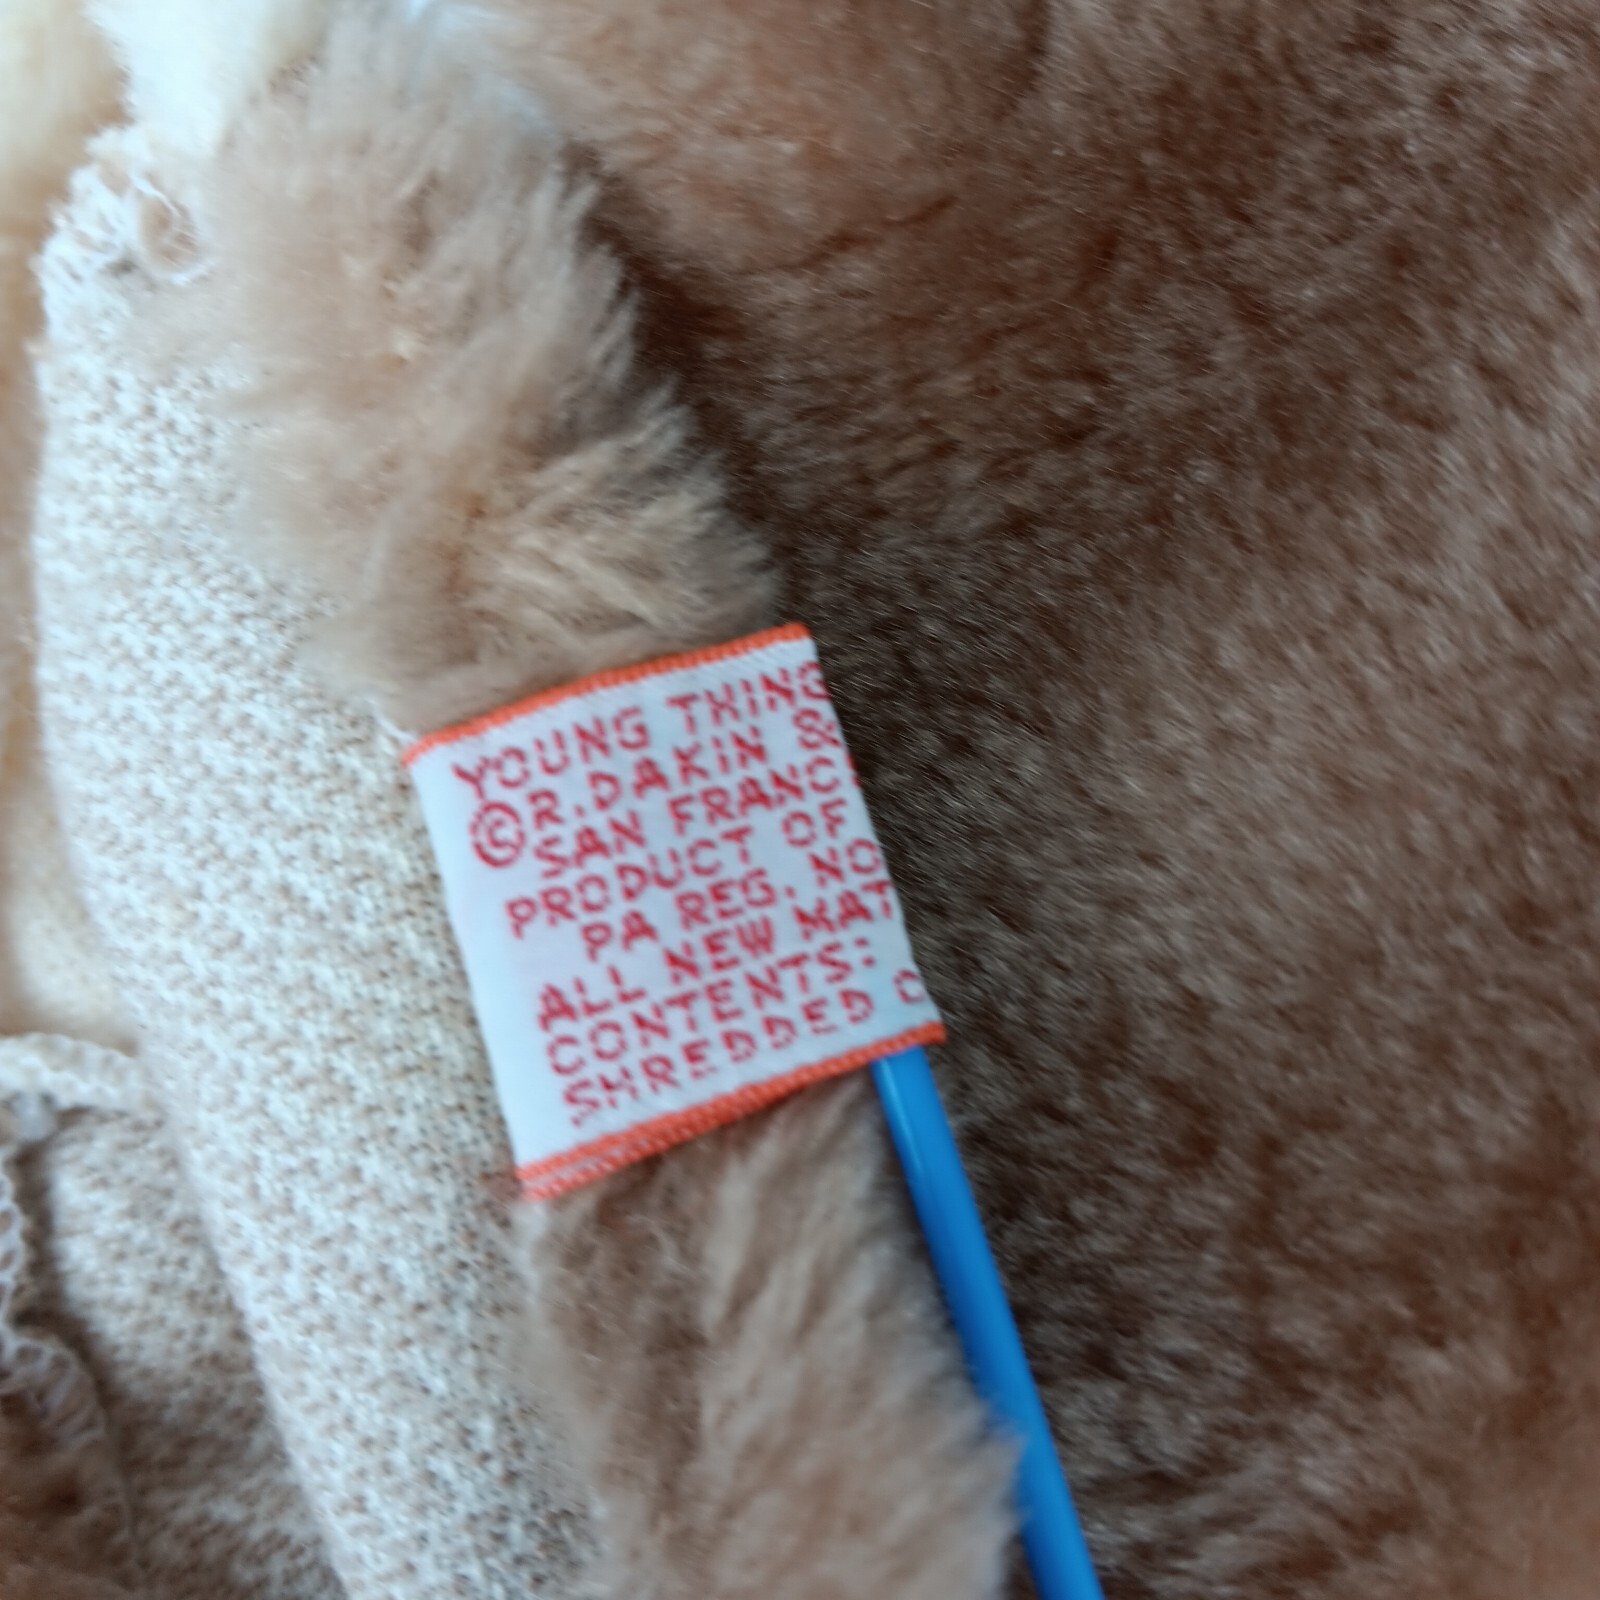 YOUNG THING
© R. DAKIN &
SAN FRANC
PRODUCT OF
PA REG. NO
ALL NEW MAT
CONTENTS:
SHREDDED C